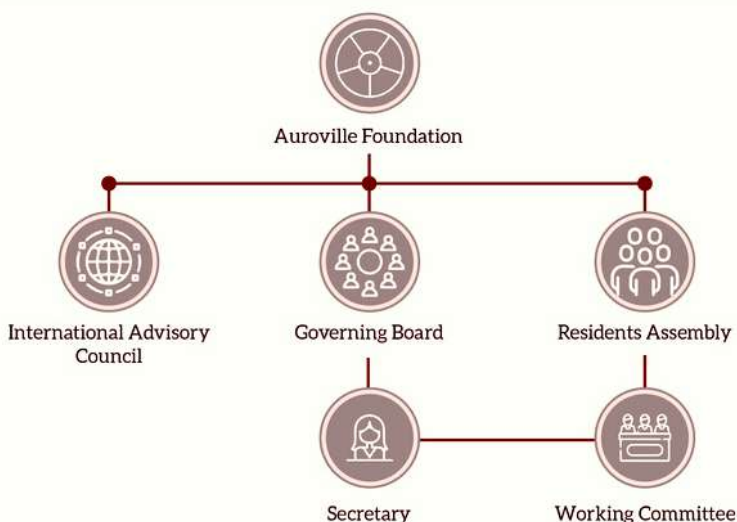 Auroville Foundation
International Advisory
Council
Governing Board
Residents Assembly
Secretary
Working Committee